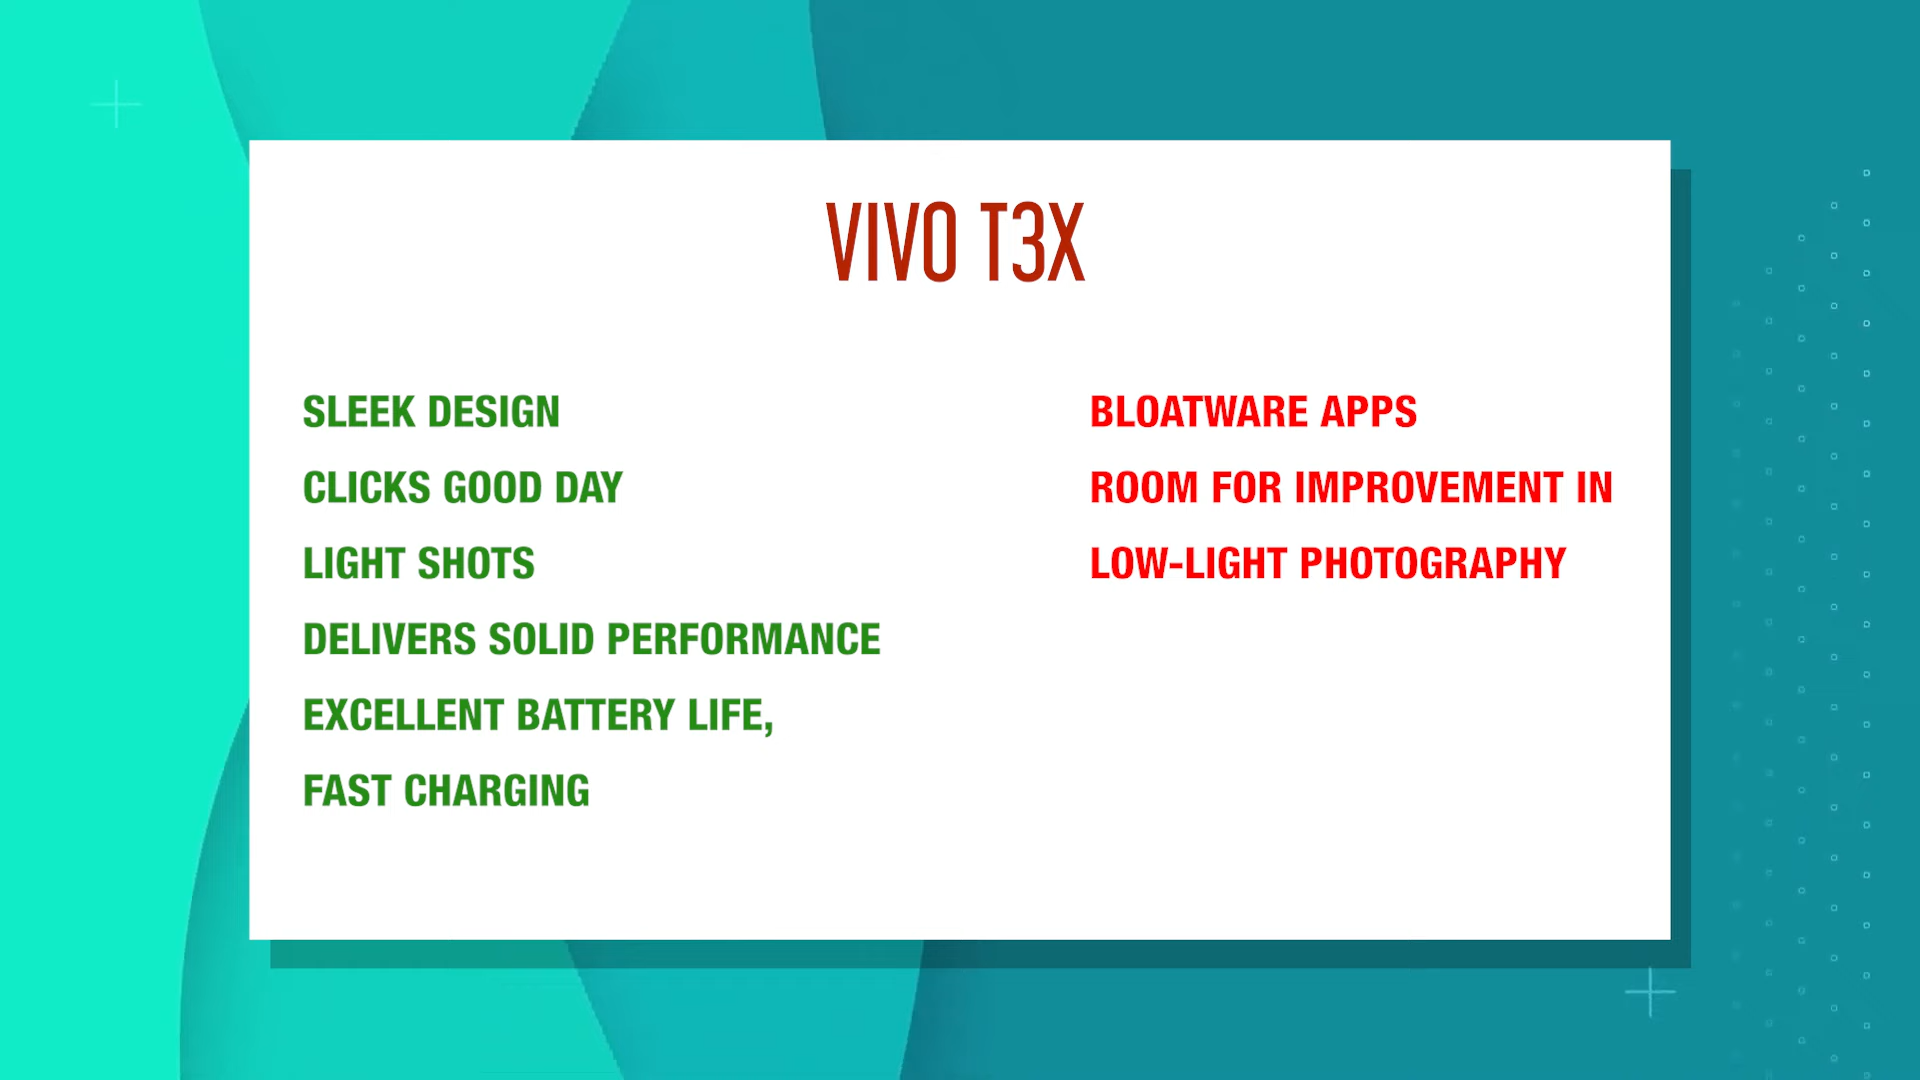 VIVO T3X
SLEEK DESIGN
CLICKS GOOD DAY
LIGHT SHOTS
DELIVERS SOLID PERFORMANCE
EXCELLENT BATTERY LIFE,
FAST CHARGING
BLOATWARE APPS
ROOM FOR IMPROVEMENT IN
LOW-LIGHT PHOTOGRAPHY